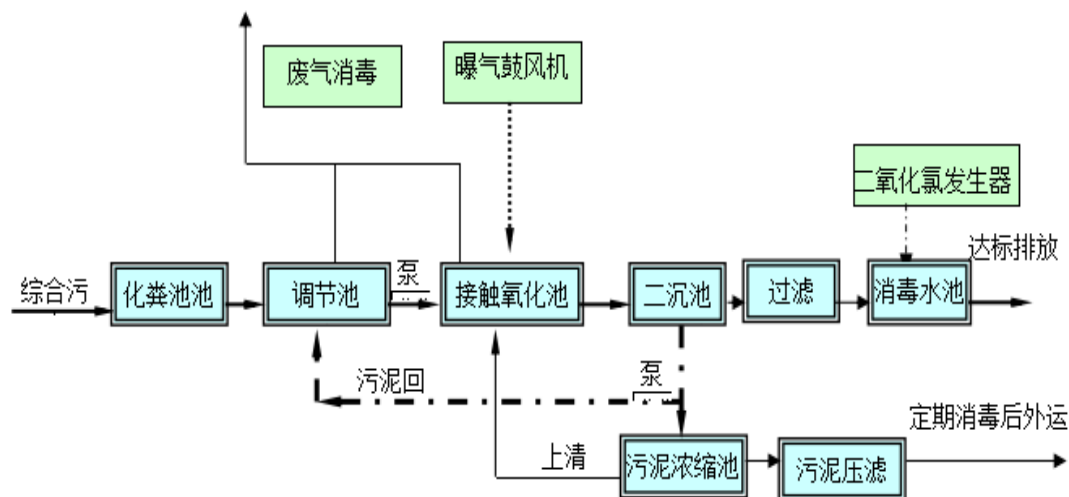 废气消毒
曝气鼓风机
二氧化氯发生器
达标排放
综合污
化粪池池
调节池
泵
接触氧化池
二沉池
过滤
消毒水池
污泥回
泵
定期消毒后外运
上清
污泥浓缩池
污泥压滤